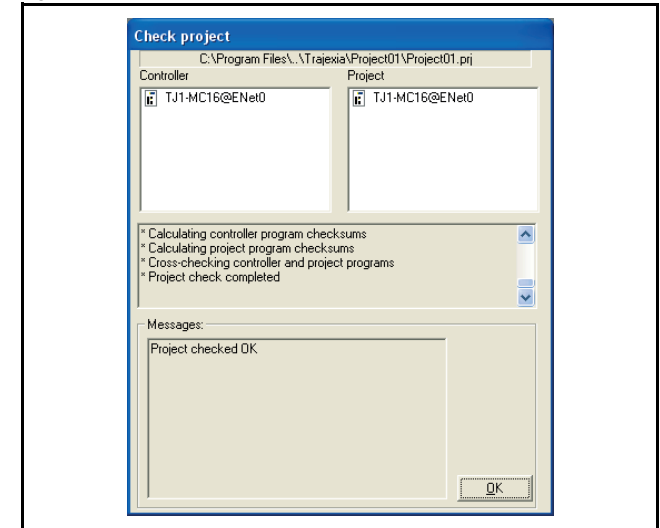 Check project
C:\Program Files\..\Trajexia\Project01\Project01.prj
Controller
Project
TJ1-MC16@ENet0
TJ1-MC16@ENet0
* Calculating controller program checksums
* Calculating project program checksums
* Cross-checking controller and project programs
* Project check completed
Messages:
Project checked OK
OK